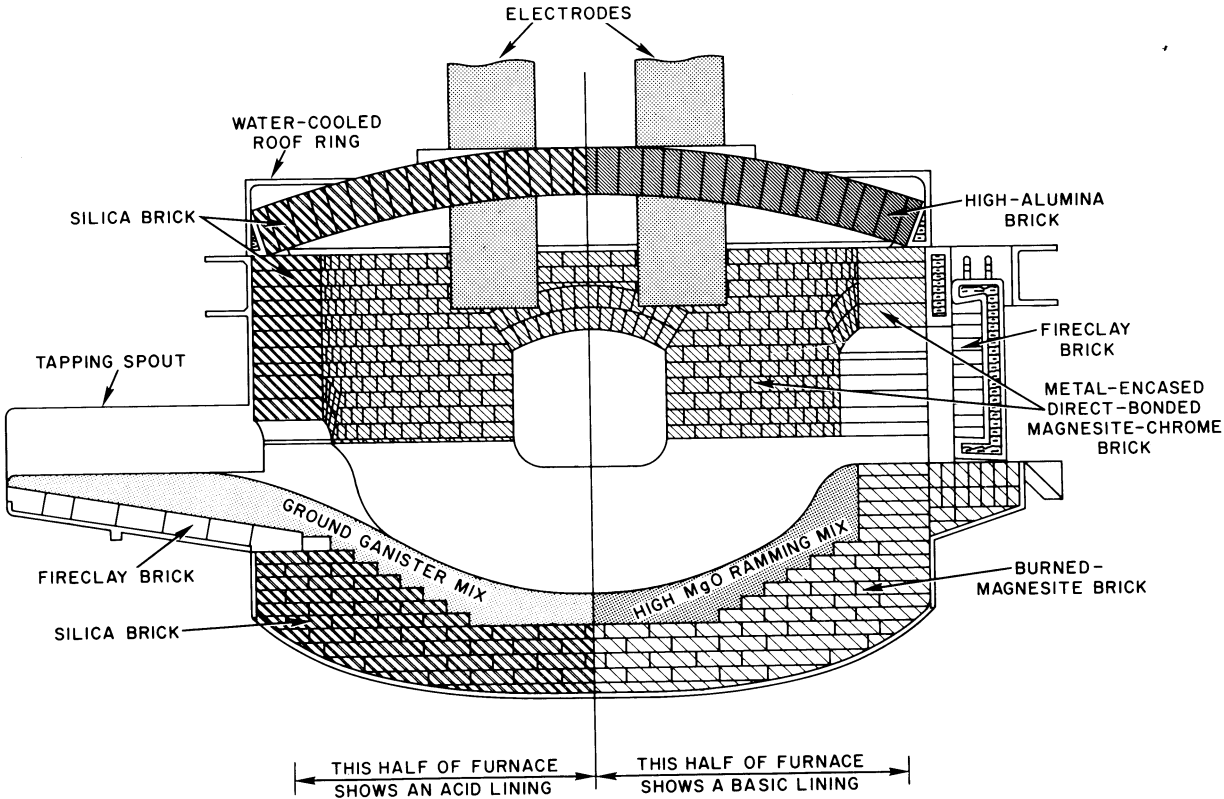 ELECTRODES
WATER-COOLED
ROOF RING
SILICA BRICK
HIGH-ALUMINA
BRICK
TAPPING SPOUT
FIRECLAY
BRICK
METAL-ENCASED
DIRECT-BONDED
MAGNESITE-CHROME
BRICK
GROUND GANISTER MIX
HIGH MgO RAMMING MIX
FIRECLAY BRICK
BURNED-
MAGNESITE BRICK
SILICA BRICK
THIS HALF OF FURNACE
SHOWS AN ACID LINING
THIS HALF OF FURNACE
SHOWS A BASIC LINING